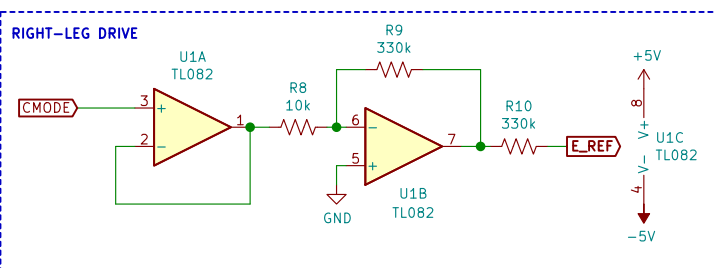 RIGHT-LEG DRIVE
U1A
TL082
CMODE
3
+
2
-
1
R8
10k
R9
330k
6
-
5
+
7
U1B
TL082
GND
R10
330k
E_REF
+5V
8
V+
U1C
TL082
V-
4
-5V